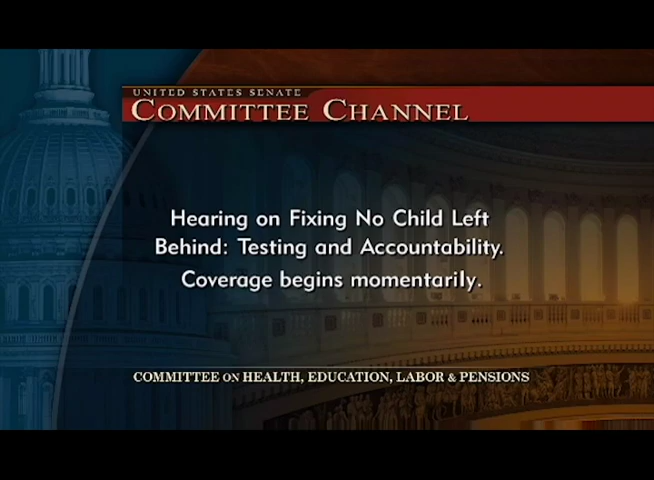 UNITED STATES SENATE
COMMITTEE CHANNEL
Hearing on Fixing No Child Left
Behind: Testing and Accountability.
Coverage begins momentarily.
COMMITTEE ON HEALTH, EDUCATION, LABOR & PENSIONS